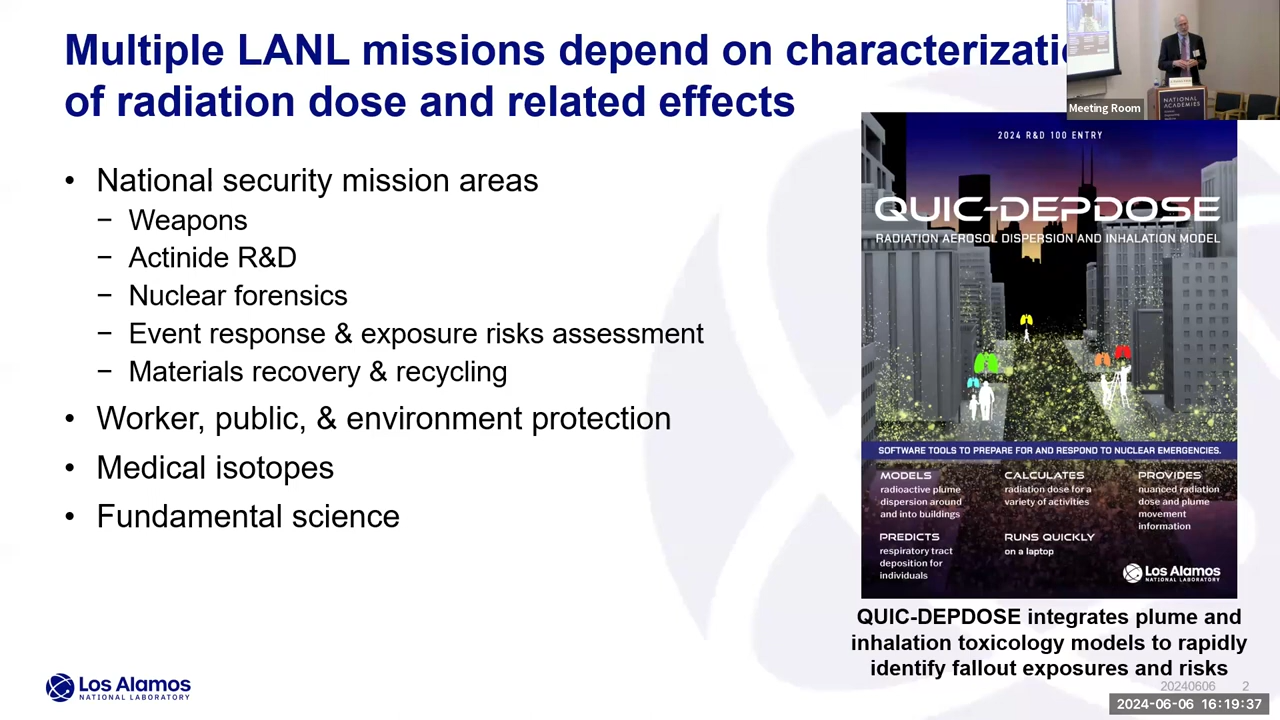 Multiple LANL missions depend on characterizatio
of radiation dose and related effects
• National security mission areas
− Weapons
− Actinide R&D
− Nuclear forensics
− Event response & exposure risks assessment
− Materials recovery & recycling
• Worker, public, & environment protection
• Medical isotopes
• Fundamental science
Los Alamos
NATIONAL LABORATORY
Meeting Room
NATIONAL
ACADEMIES
2024 R&D 100 ENTRY
QUIC-DEPDOSE
RADIATION AEROSOL DISPERSION AND INHALATION MODEL
SOFTWARE TOOLS TO PREPARE FOR AND RESPOND TO NUCLEAR EMERGENCIES.
MODELS
radioactive plume
dispersion around
and into buildings
CALCULATES
radiation dose for a
variety of activities
PROVIDES
nuanced radiation
dose and plume
movement
information
PREDICTS
respiratory tract
deposition for
individuals
RUNS QUICKLY
on a laptop
Los Alamos
NATIONAL LABORATORY
QUIC-DEPDOSE integrates plume and
inhalation toxicology models to rapidly
identify fallout exposures and risks
20240606 2
2024-06-06 16:19:37